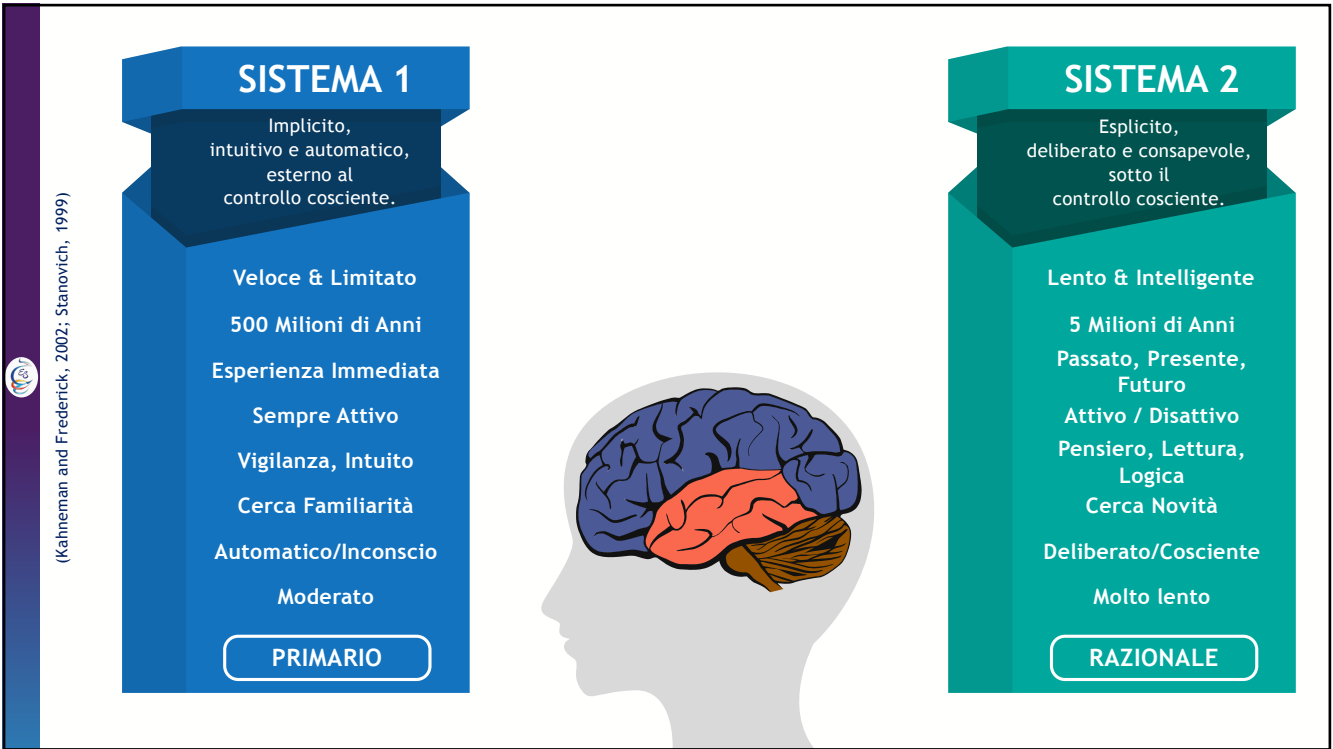 (Kahneman and Frederick, 2002; Stanovich, 1999)
SISTEMA 1
Implicito,
intuitivo e automatico,
esterno al
controllo cosciente.
Veloce & Limitato
500 Milioni di Anni
Esperienza Immediata
Sempre Attivo
Vigilanza, Intuito
Cerca Familiarità
Automatico/Inconscio
Moderato
PRIMARIO
SISTEMA 2
Esplicito,
deliberato e consapevole,
sotto il
controllo cosciente.
Lento & Intelligente
5 Milioni di Anni
Passato, Presente,
Futuro
Attivo / Disattivo
Pensiero, Lettura,
Logica
Cerca Novità
Deliberato/Cosciente
Molto lento
RAZIONALE